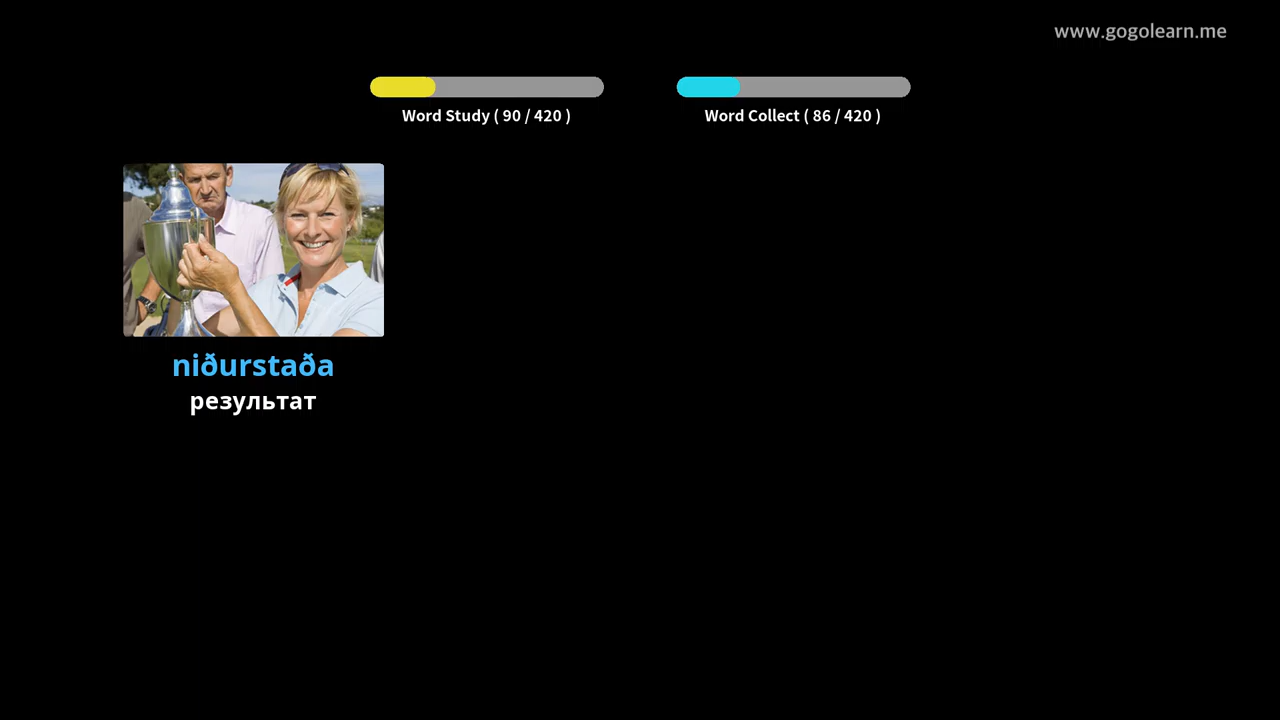 www.gogolearn.me
Word Study ( 90 / 420 )
Word Collect ( 86 / 420 )
niðurstaða
результат